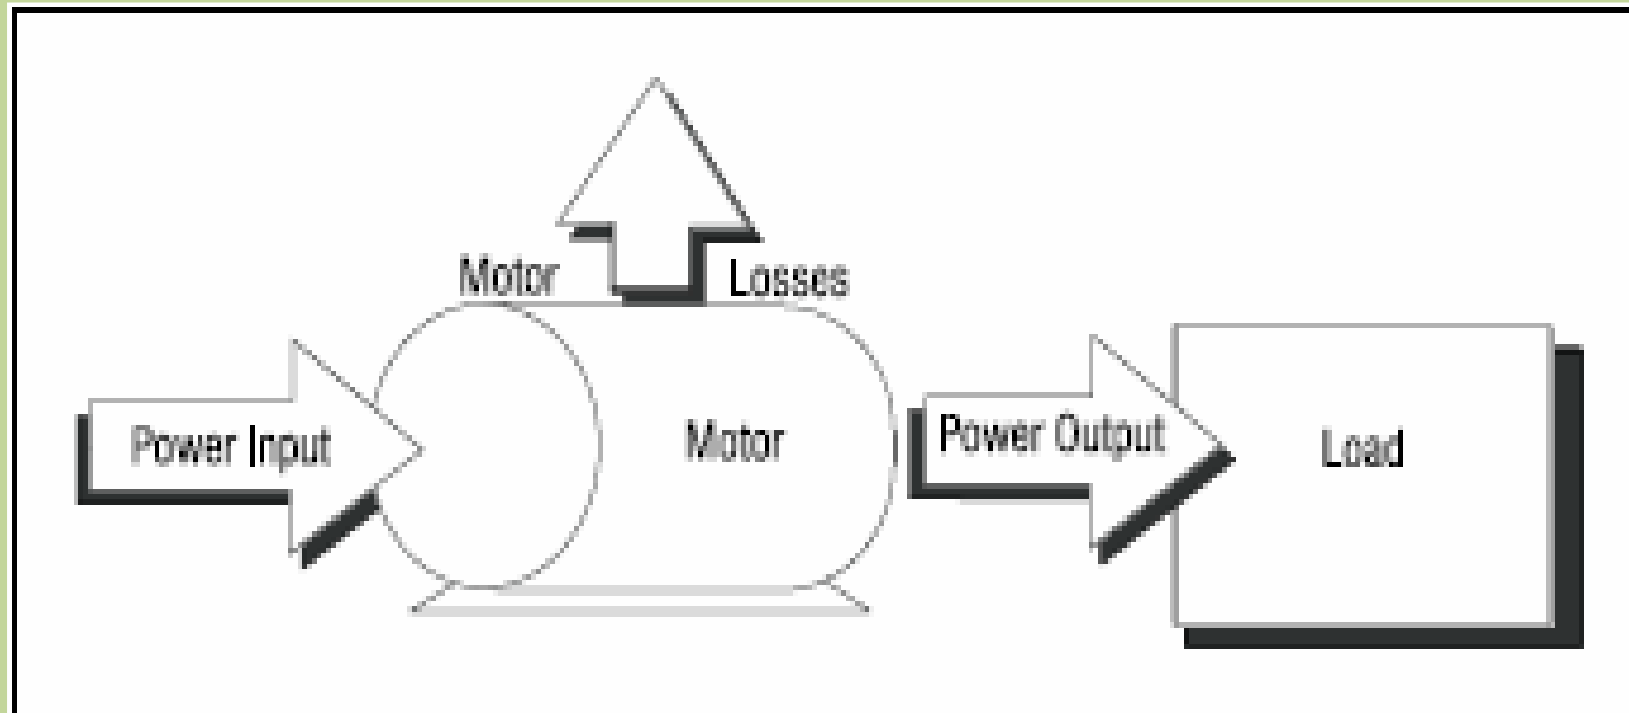 Motor Losses
Power Input
Motor
Power Output
Load